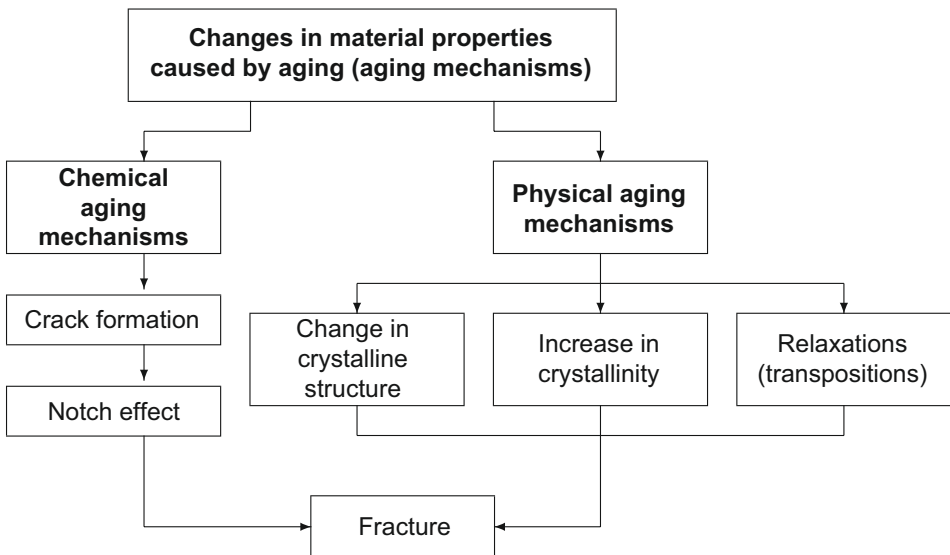 Changes in material properties
caused by aging (aging mechanisms)
Chemical
aging
mechanisms
Physical aging
mechanisms
Crack formation
Notch effect
Change in
crystalline
structure
Increase in
crystallinity
Relaxations
(transpositions)
Fracture